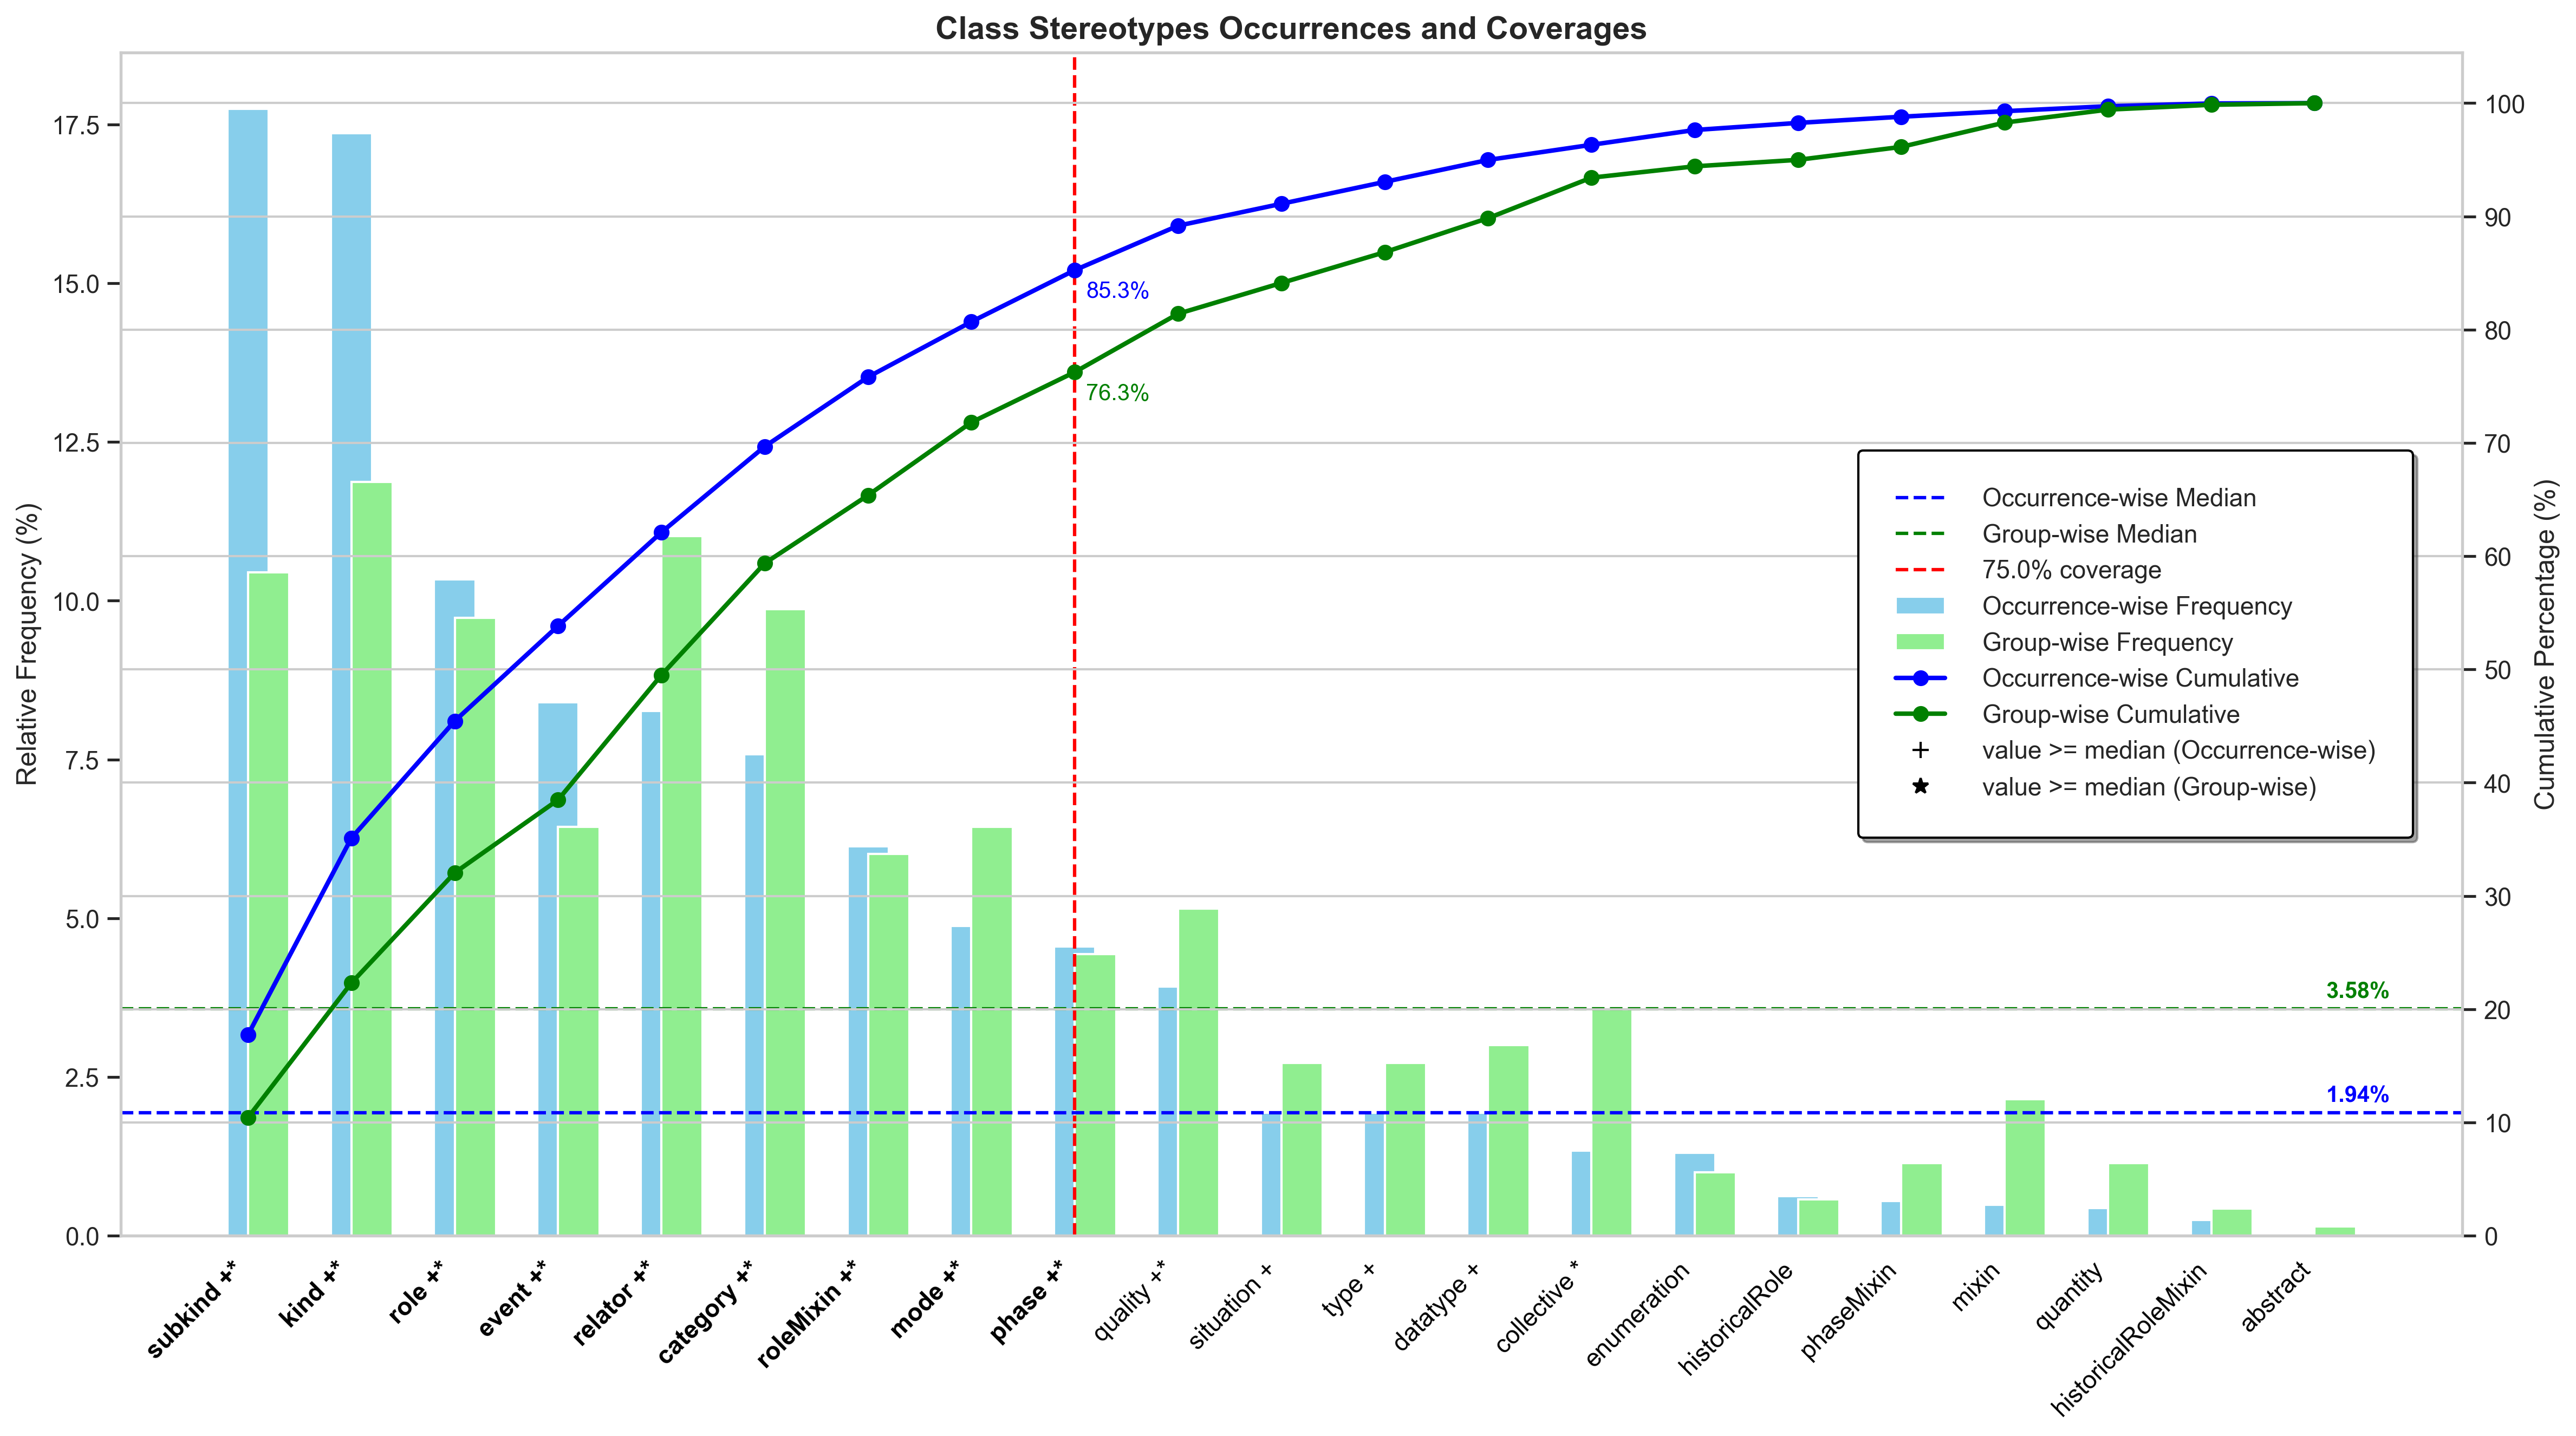 Class Stereotypes Occurrences and Coverages
Relative Frequency (%)
17.5
15.0
12.5
10.0
7.5
5.0
2.5
0.0
85.3%
76.3%
3.58%
1.94%
Occurrence-wise Median
Group-wise Median
75.0% coverage
Occurrence-wise Frequency
Group-wise Frequency
Occurrence-wise Cumulative
Group-wise Cumulative
value >= median (Occurrence-wise)
value >= median (Group-wise)
100
90
80
70
60
50
40
30
20
10
0
Cumulative Percentage (%)
subkind +*
kind +*
role +*
event +*
relator +*
category +*
roleMixin +*
mode +*
phase +*
quality +*
situation +
type +
datatype +
collective *
enumeration
historicalRole
phaseMixin
mixin
quantity
historicalRoleMixin
abstract